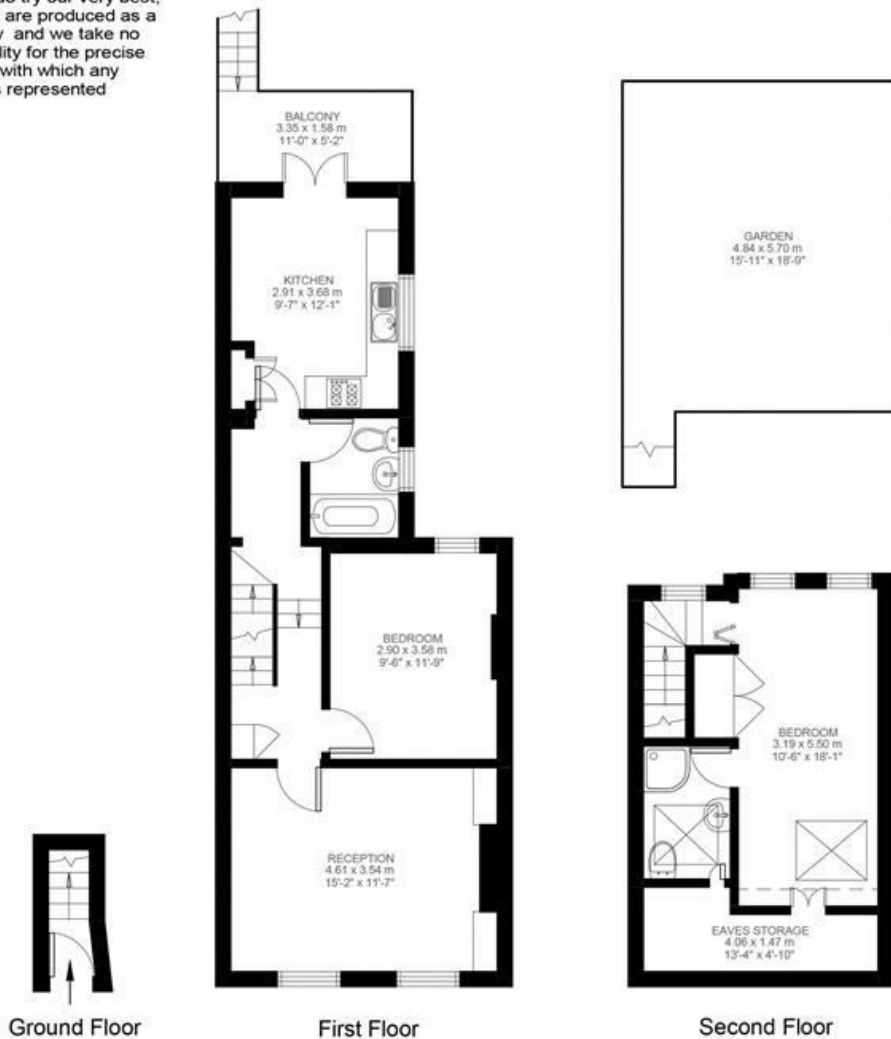 are produced as a
and we take no
for the precise
with which any
represented
BALCONY
3.35 x 1.58 m
11'-0" x 5'-2"
KITCHEN
2.91 x 3.68 m
9'-7" x 12'-1"
GARDEN
4.84 x 5.70 m
15'-11" x 18'-9"
BEDROOM
2.90 x 3.58 m
9'-6" x 11'-9"
BEDROOM
3.19 x 5.50 m
10'-6" x 18'-1"
RECEPTION
4.61 x 3.54 m
15'-2" x 11'-7"
EAVES STORAGE
4.06 x 1.47 m
13'-4" x 4'-10"
Ground Floor
First Floor
Second Floor